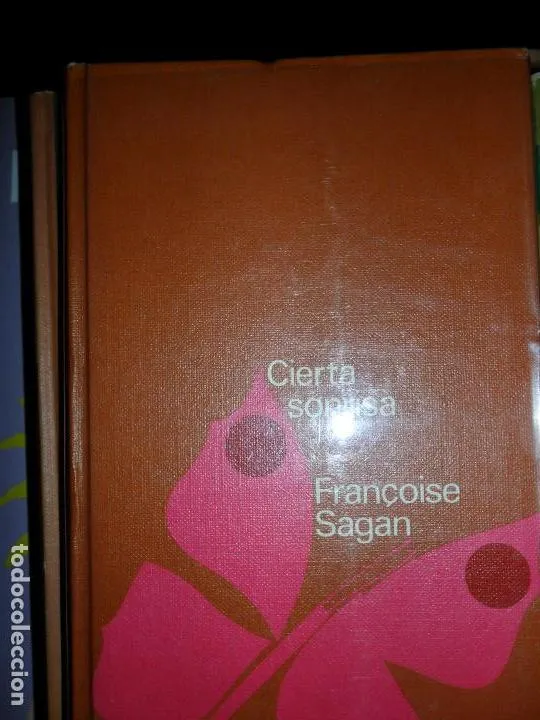 Cierta
sonrisa
Françoise
Sagan
todocoleccion